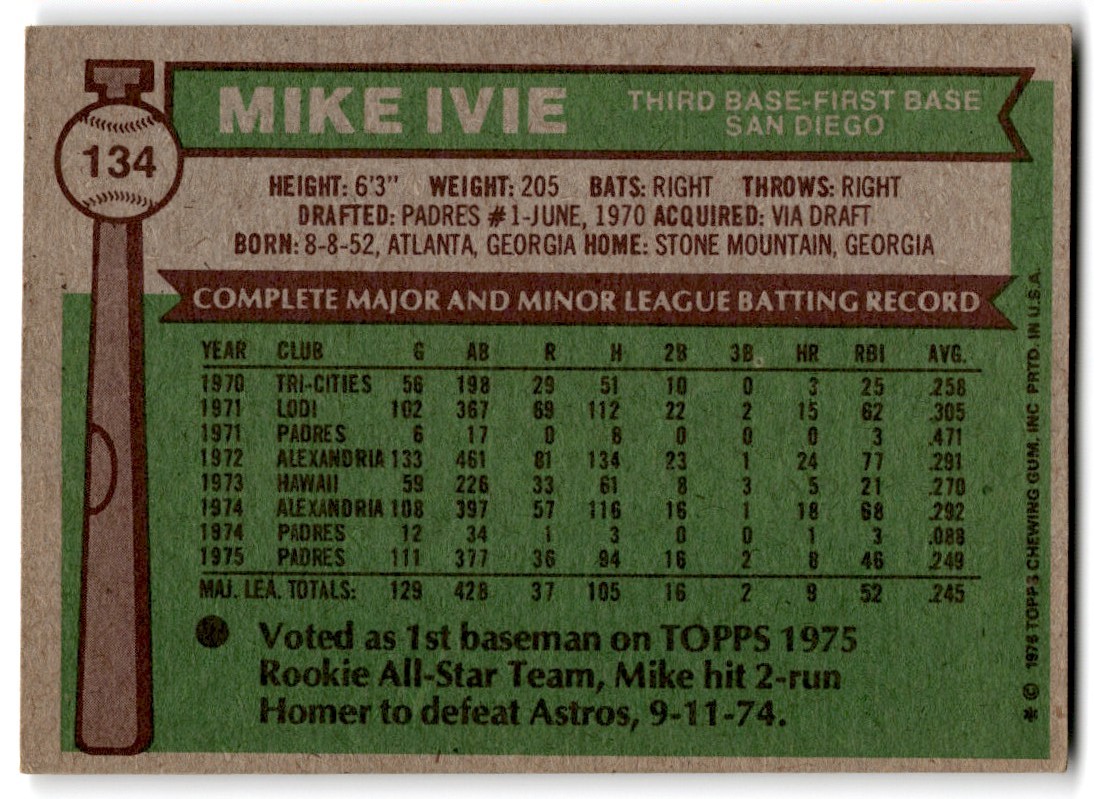 134
MIKE IVIE
THIRD BASE-FIRST BASE
SAN DIEGO
HEIGHT: 6'3" WEIGHT: 205 BATS: RIGHT THROWS: RIGHT
DRAFTED: PADRES #1-JUNE, 1970 ACQUIRED: VIA DRAFT
BORN: 8-8-52, ATLANTA, GEORGIA HOME: STONE MOUNTAIN, GEORGIA
COMPLETE MAJOR AND MINOR LEAGUE BATTING RECORD
YEAR CLUB G AB R H 2B 3B HR RBI AVG.
1970 TRI-CITIES 56 198 29 51 10 0 3 25 .258
1971 LODI 102 367 69 112 22 2 15 62 .305
1971 PADRES 6 17 0 8 0 0 0 3 .471
1972 ALEXANDRIA 133 461 81 134 23 1 24 77 .291
1973 HAWAII 59 226 33 61 8 3 5 21 .270
1974 ALEXANDRIA 108 397 57 116 16 1 18 68 .292
1974 PADRES 12 34 1 3 0 0 1 3 .088
1975 PADRES 111 377 36 94 16 2 8 46 .249
MAJ. LEA. TOTALS: 129 428 37 105 16 2 9 52 .245
Voted as 1st baseman on TOPPS 1975
Rookie All-Star Team, Mike hit 2-run
Homer to defeat Astros, 9-11-74.
* © 1976 TOPPS CHEWING GUM, INC. PRTD. IN U.S.A.